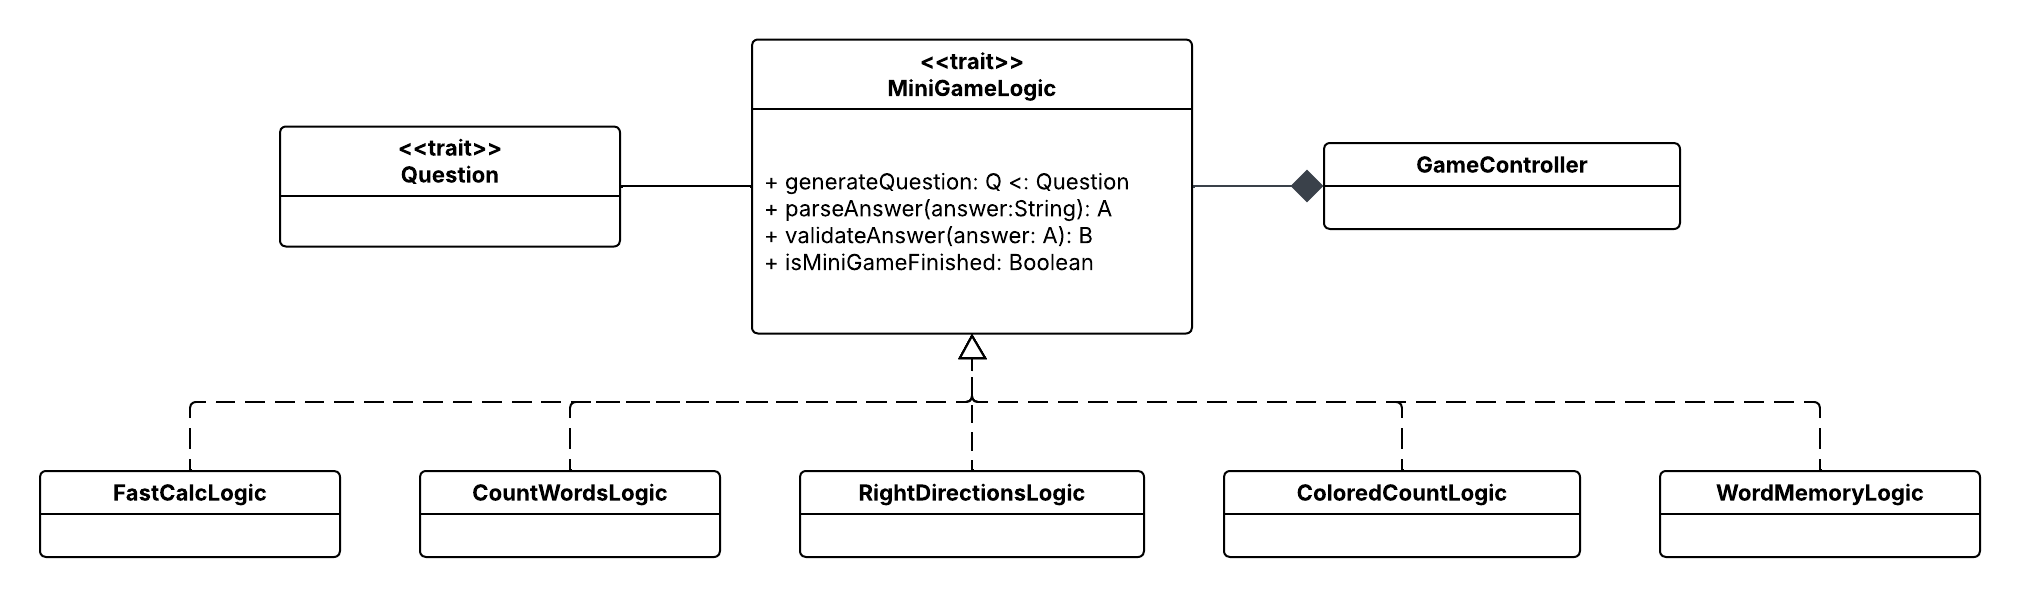 <<trait>>
MiniGameLogic
<<trait>>
Question
GameController
+ generateQuestion: Q <: Question
+ parseAnswer(answer:String): A
+ validateAnswer(answer: A): B
+ isMiniGameFinished: Boolean
FastCalcLogic
CountWordsLogic
RightDirectionsLogic
ColoredCountLogic
WordMemoryLogic